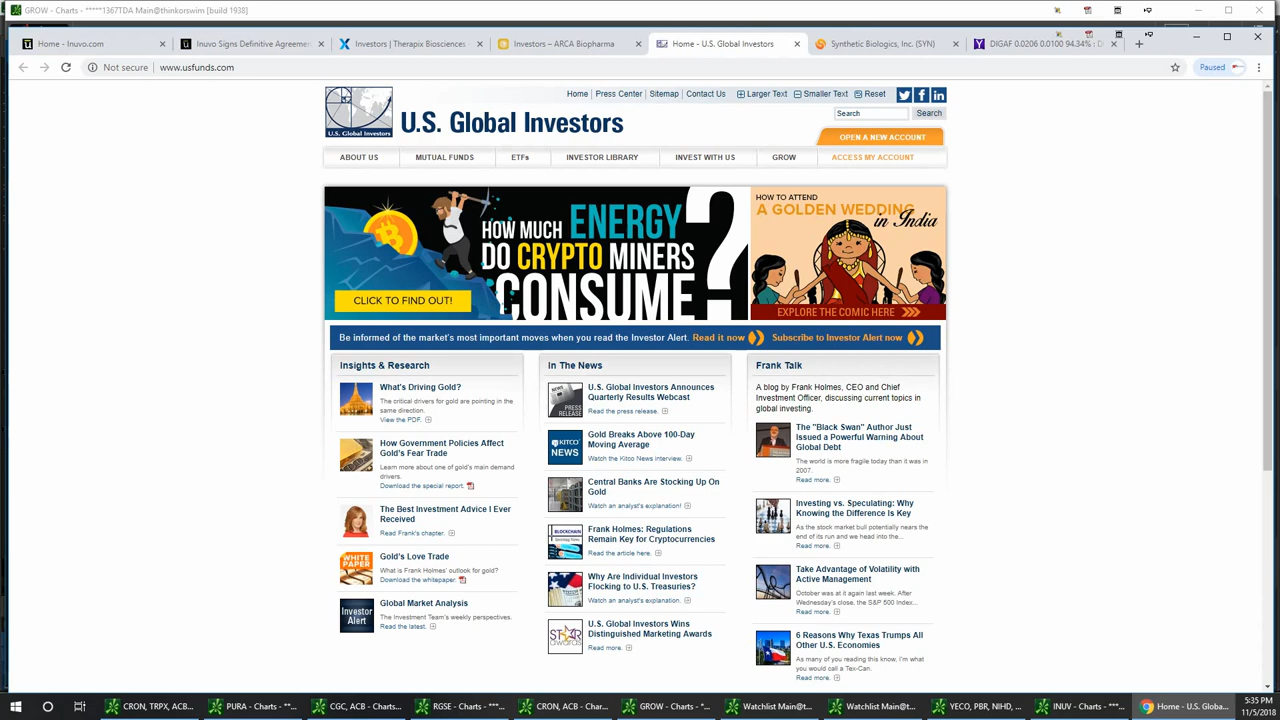 GROW - Charts - *****1367TDA Main@thinkorswim [build 1938]
Home - Inuvo.com
Inuvo Signs Definitive Agreeme
Investors | Therapix Biosciences
Investors – ARCA Biopharma
Home - U.S. Global Investors
Synthetic Biologics, Inc. (SYN)
DIGAF 0.0206 0.0100 94.34% : D
Not secure
www.usfunds.com
Paused
Home
Press Center
Sitemap
Contact Us
Larger Text
Smaller Text
Reset
U.S. Global Investors
U.S. Global Investors
Search
Search
OPEN A NEW ACCOUNT
ABOUT US
MUTUAL FUNDS
ETFs
INVESTOR LIBRARY
INVEST WITH US
GROW
ACCESS MY ACCOUNT
HOW MUCH ENERGY
DO CRYPTO MINERS
CONSUME?
CLICK TO FIND OUT!
HOW TO ATTEND
A GOLDEN WEDDING
in India
EXPLORE THE COMIC HERE
Be informed of the market's most important moves when you read the Investor Alert. Read it now
Subscribe to Investor Alert now
Insights & Research
What's Driving Gold?
The critical drivers for gold are pointing in the
same direction.
View the PDF.
How Government Policies Affect
Gold's Fear Trade
Learn more about one of gold's main demand
drivers.
Download the special report.
The Best Investment Advice I Ever
Received
Read Frank's chapter.
WHITE
PAPER
Gold's Love Trade
What is Frank Holmes' outlook for gold?
Download the whitepaper.
Investor
Alert
Global Market Analysis
The Investment Team's weekly perspectives.
Read the latest.
In The News
NEWS
PRESS
RELEASE
U.S. Global Investors Announces
Quarterly Results Webcast
Read the press release.
KITCO
NEWS
Gold Breaks Above 100-Day
Moving Average
Watch the Kitco News interview.
Central Banks Are Stocking Up On
Gold
Watch an analyst's explanation!
BLOCKCHAIN
Frank Holmes: Regulations
Remain Key for Cryptocurrencies
Read the article here.
Why Are Individual Investors
Flocking to U.S. Treasuries?
Watch an analyst's explanation.
STAR
awards
U.S. Global Investors Wins
Distinguished Marketing Awards
Read more.
Frank Talk
A blog by Frank Holmes, CEO and Chief
Investment Officer, discussing current topics in
global investing.
The "Black Swan" Author Just
Issued a Powerful Warning About
Global Debt
The world is more fragile today than it was in
2007.
Read more.
Investing vs. Speculating: Why
Knowing the Difference Is Key
As the stock market bull potentially nears the
end of its run and we head into the...
Read more.
Take Advantage of Volatility with
Active Management
October was at it again last week. After
Wednesday's close, the S&P 500 Index...
Read more.
6 Reasons Why Texas Trumps All
Other U.S. Economies
As many of you reading this know, I'm what
you would call a Tex-Can.
Read more.
CRON, TRPX, ACB...
PURA - Charts - **...
CGC, ACB - Charts...
RGSE - Charts - ***...
CRON, ACB - Char...
GROW - Charts - *...
Watchlist Main@t...
Watchlist Main@t...
YECO, PBR, NIHD, ...
INUV - Charts - ***...
Home - U.S. Globa...
5:35 PM
11/5/2018